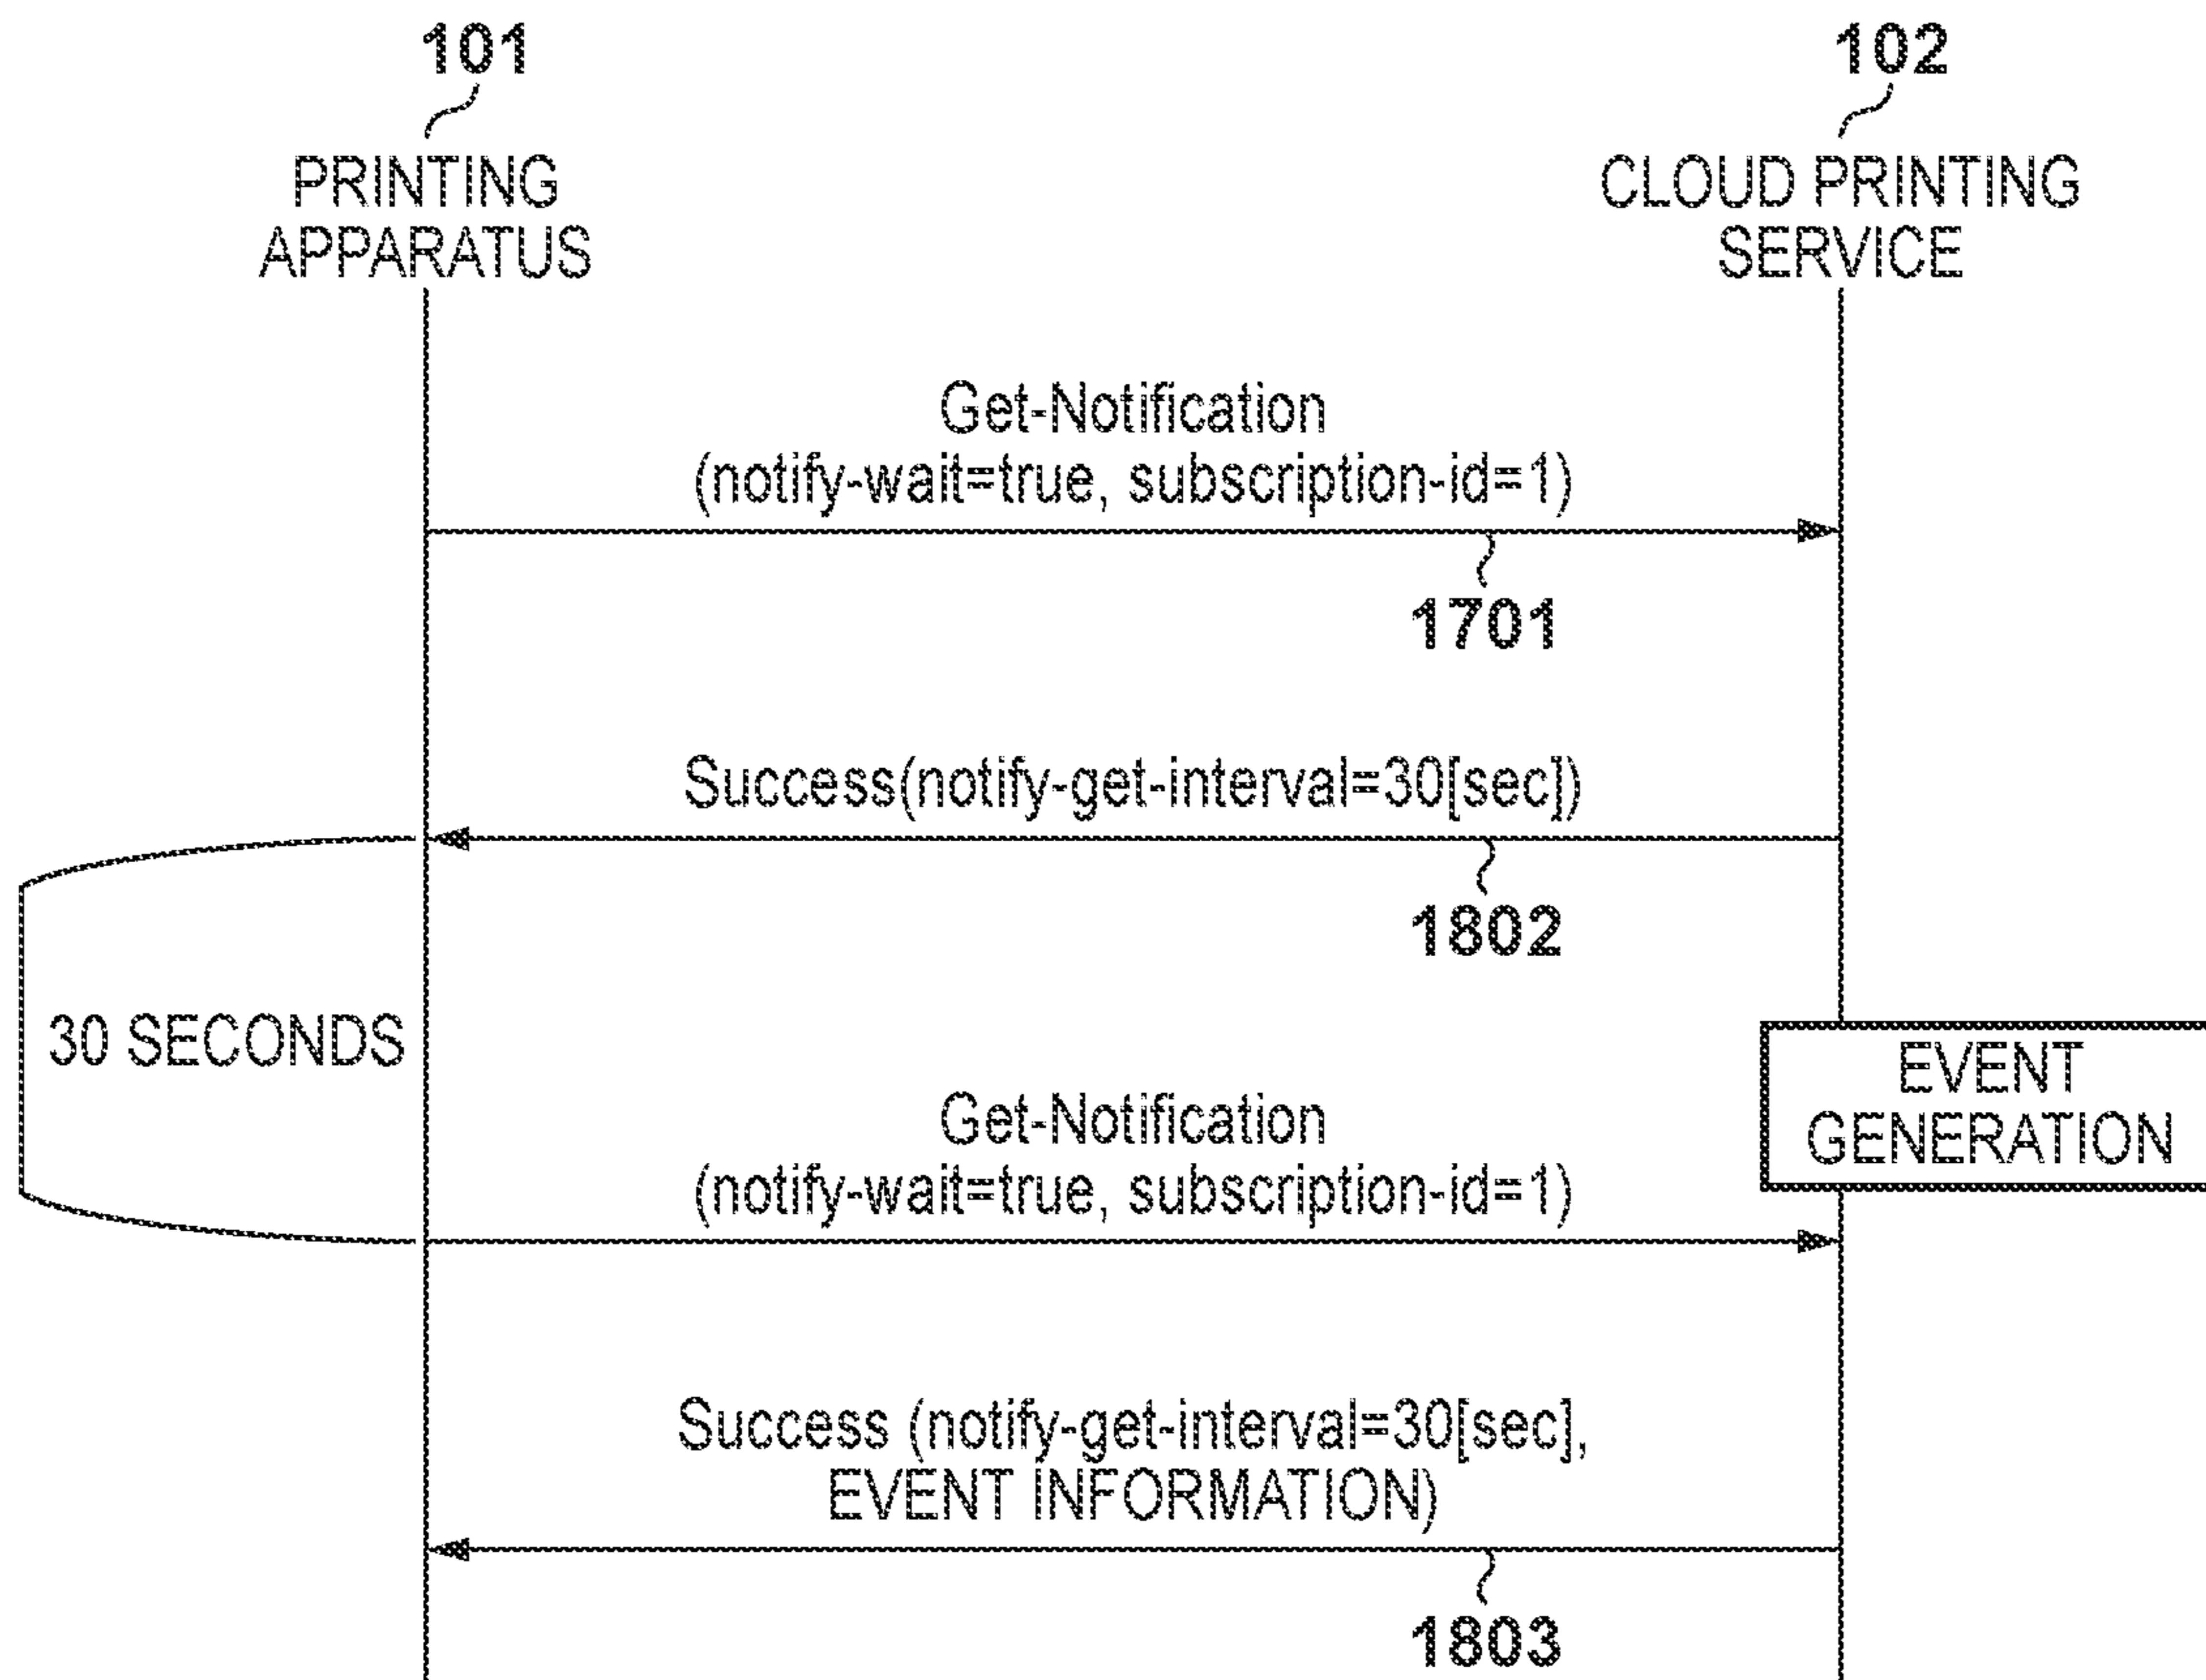 101
102
PRINTING
APPARATUS
CLOUD PRINTING
SERVICE
Get-Notification
(notify-wait=true, subscription-id=1)
1701
Success(notify-get-interval=30[sec])
1802
30 SECONDS
EVENT
GENERATION
Get-Notification
(notify-wait=true, subscription-id=1)
Success (notify-get-interval=30[sec],
EVENT INFORMATION)
1803